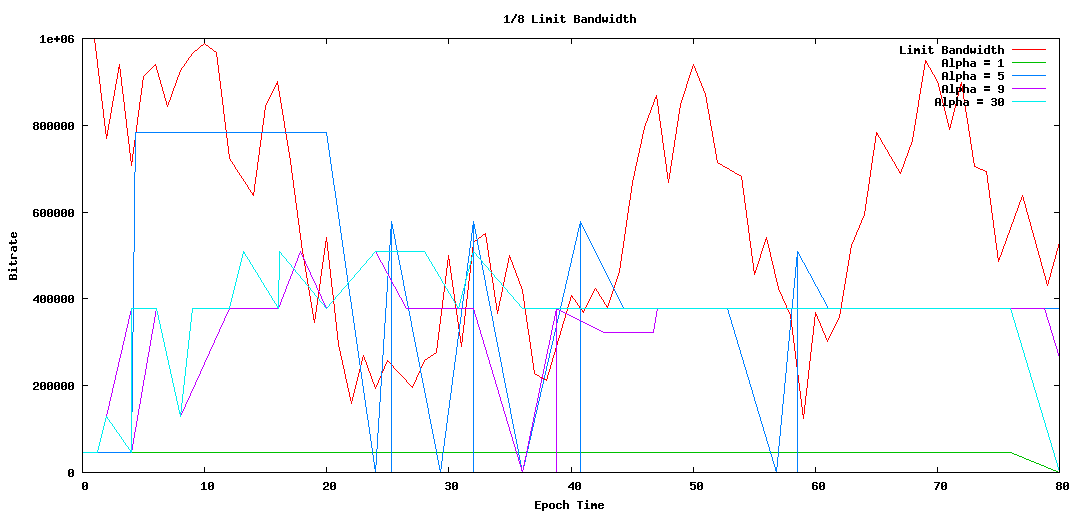 1/8 Limit Bandwidth
1e+06
800000
600000
400000
200000
0
Bitrate
Limit Bandwidth
Alpha = 1
Alpha = 5
Alpha = 9
Alpha = 30
0 10 20 30 40 50 60 70 80
Epoch Time